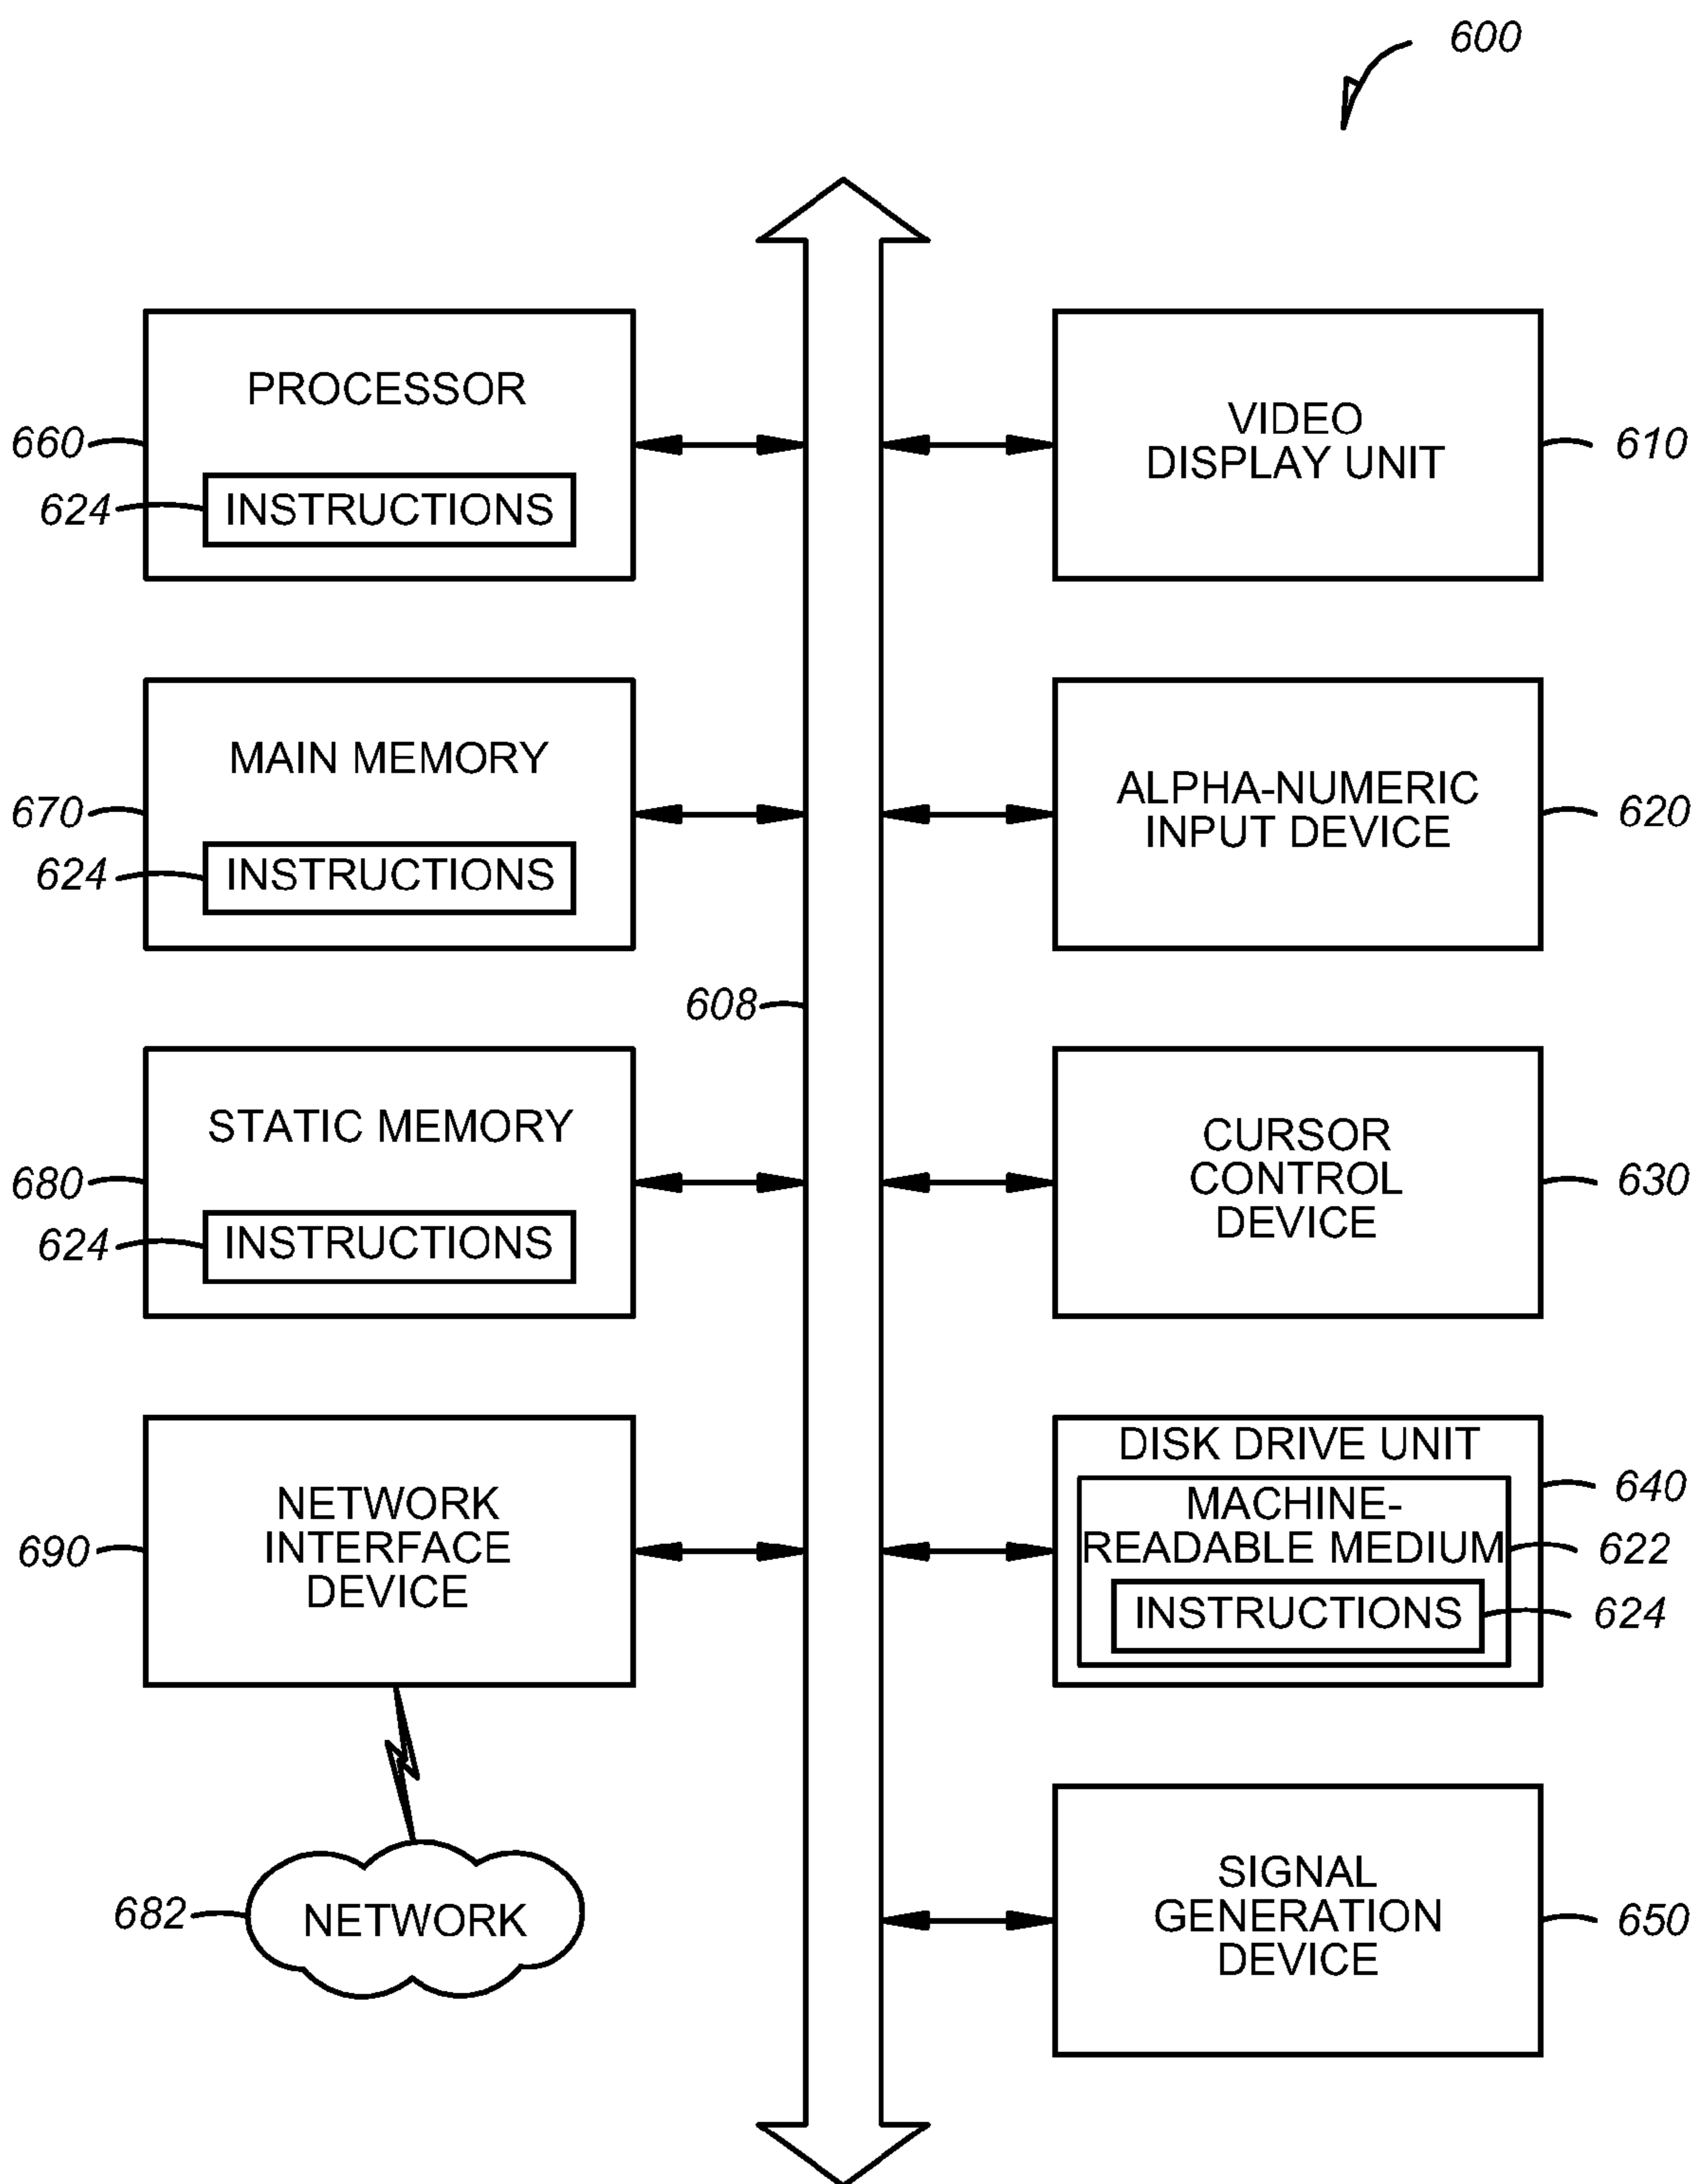 600
PROCESSOR
660
624
INSTRUCTIONS
VIDEO
DISPLAY UNIT
610
MAIN MEMORY
670
624
INSTRUCTIONS
ALPHA-NUMERIC
INPUT DEVICE
620
608
STATIC MEMORY
680
624
INSTRUCTIONS
CURSOR
CONTROL
DEVICE
630
NETWORK
INTERFACE
DEVICE
690
DISK DRIVE UNIT
640
MACHINE-
READABLE MEDIUM
622
INSTRUCTIONS
624
682
NETWORK
SIGNAL
GENERATION
DEVICE
650